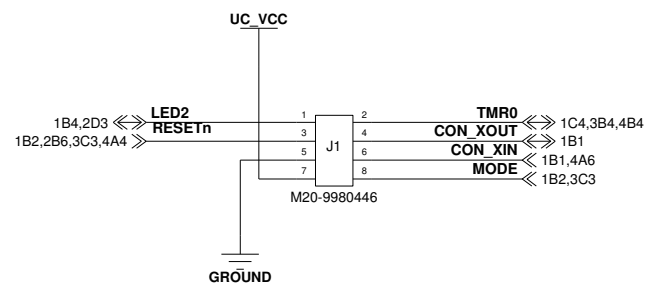 UC_VCC
LED2
1B4,2D3
RESETn
1B2,2B6,3C3,4A4
1 2
3 4
5 6
7 8
J1
M20-9980446
TMR0
1C4,3B4,4B4
CON_XOUT
1B1
CON_XIN
1B1,4A6
MODE
1B2,3C3
GROUND